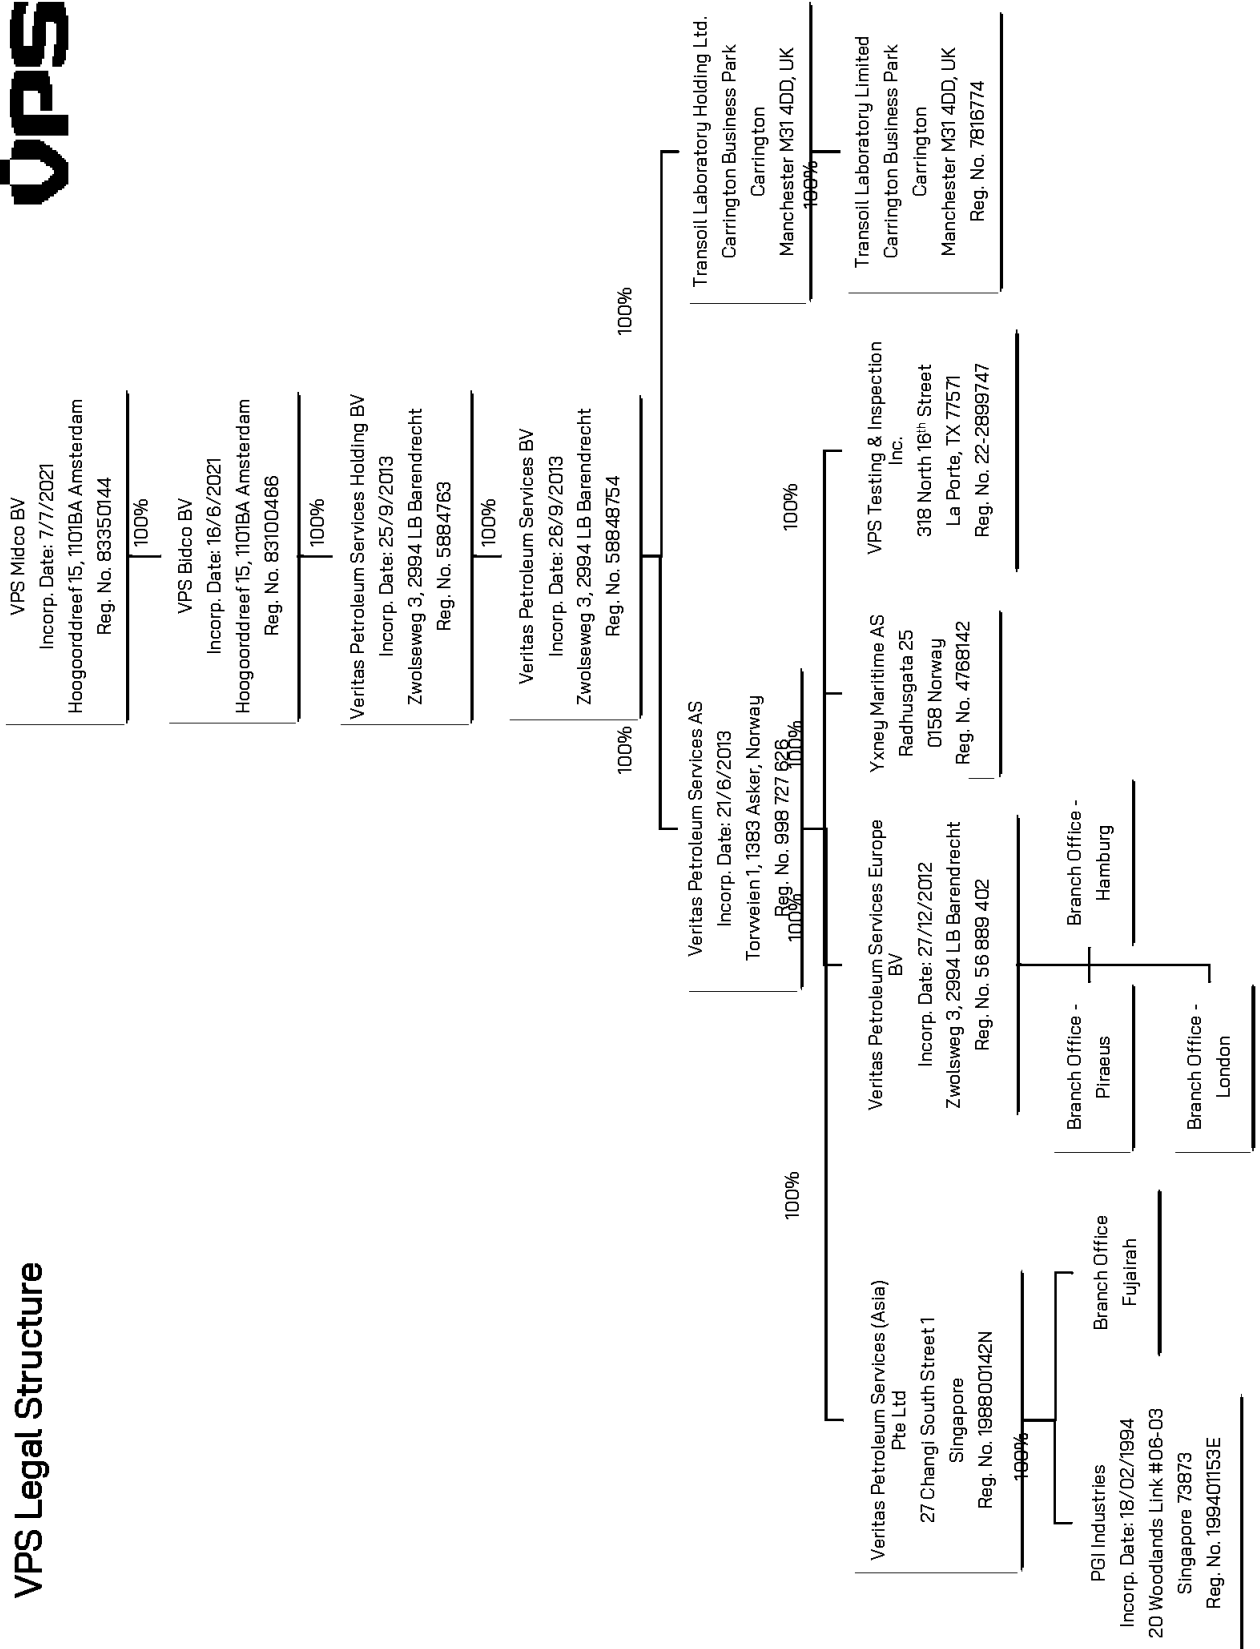 VPS Legal Structure
VPS
VPS Midco BV
Incorp. Date: 7/7/2021
Hoogoorddreef 15, 1101BA Amsterdam
Reg. No. 83350144
100%
VPS Bidco BV
Incorp. Date: 16/6/2021
Hoogoorddreef 15, 1101BA Amsterdam
Reg. No. 83100466
100%
Veritas Petroleum Services Holding BV
Incorp. Date: 25/9/2013
Zwolseweg 3, 2994 LB Barendrecht
Reg. No. 5884763
100%
Veritas Petroleum Services BV
Incorp. Date: 26/9/2013
Zwolseweg 3, 2994 LB Barendrecht
Reg. No. 58848754
100%
100%
Veritas Petroleum Services AS
Incorp. Date: 21/6/2013
Torvveien 1, 1383 Asker, Norway
Reg. No. 998 727 626
Transoil Laboratory Holding Ltd.
Carrington Business Park
Carrington
Manchester M31 4DD, UK
100%
100%
100%
100%
100%
Veritas Petroleum Services (Asia)
Pte Ltd
27 Changi South Street 1
Singapore
Reg. No. 198800142N
Veritas Petroleum Services Europe
BV
Incorp. Date: 27/12/2012
Zwolsweg 3, 2994 LB Barendrecht
Reg. No. 56 889 402
Yxney Maritime AS
Radhusgata 25
0158 Norway
Reg. No. 4768142
VPS Testing & Inspection
Inc.
318 North 16th Street
La Porte, TX 77571
Reg. No. 22-2899747
Transoil Laboratory Limited
Carrington Business Park
Carrington
Manchester M31 4DD, UK
Reg. No. 7816774
100%
PGI Industries
Incorp. Date: 18/02/1994
20 Woodlands Link #06-03
Singapore 73873
Reg. No. 199401153E
Branch Office
Fujairah
Branch Office -
Piraeus
Branch Office -
Hamburg
Branch Office -
London